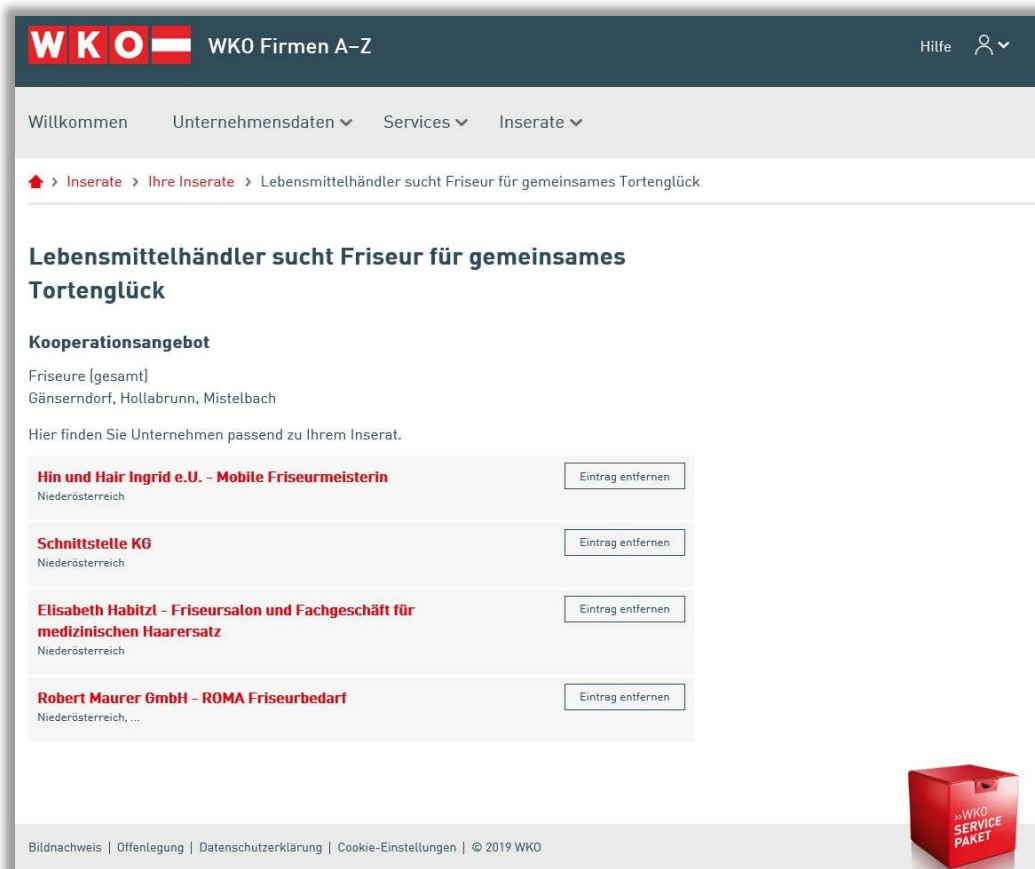 WKO WKO Firmen A–Z Hilfe
Willkommen Unternehmensdaten Services Inserate
> Inserate > Ihre Inserate > Lebensmittelhändler sucht Friseur für gemeinsames Tortenglück
Lebensmittelhändler sucht Friseur für gemeinsames
Tortenglück
Kooperationsangebot
Friseure (gesamt)
Gänserndorf, Hollabrunn, Mistelbach
Hier finden Sie Unternehmen passend zu Ihrem Inserat.
Hin und Hair Ingrid e.U. - Mobile Friseurmeisterin Eintrag entfernen
Niederösterreich
Schnittstelle KG Eintrag entfernen
Niederösterreich
Elisabeth Habitzl - Friseursalon und Fachgeschäft für Eintrag entfernen
medizinischen Haarersatz
Niederösterreich
Robert Maurer GmbH - ROMA Friseurbedarf Eintrag entfernen
Niederösterreich, ...
»WKO
SERVICE
PAKET
Bildnachweis | Offenlegung | Datenschutzerklärung | Cookie-Einstellungen | © 2019 WKO